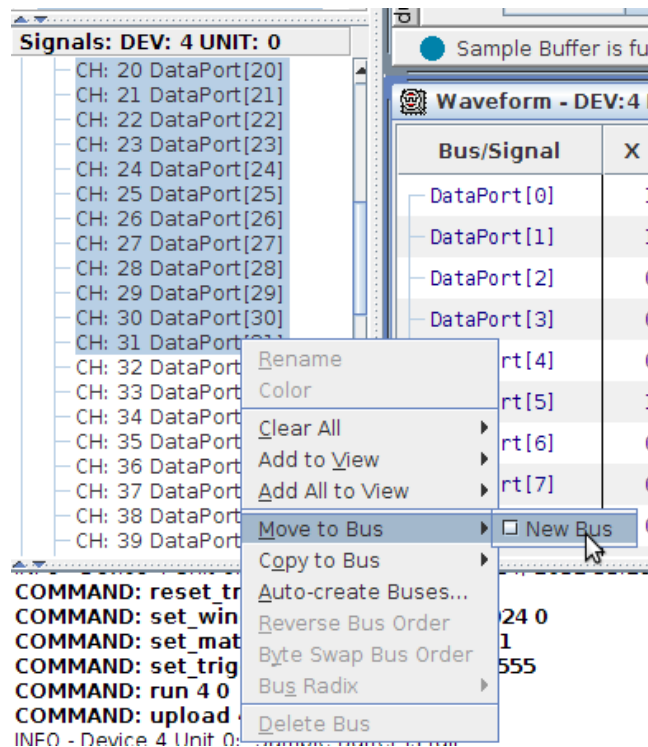 Signals: DEV: 4 UNIT: 0
CH: 20 DataPort[20]
CH: 21 DataPort[21]
CH: 22 DataPort[22]
CH: 23 DataPort[23]
CH: 24 DataPort[24]
CH: 25 DataPort[25]
CH: 26 DataPort[26]
CH: 27 DataPort[27]
CH: 28 DataPort[28]
CH: 29 DataPort[29]
CH: 30 DataPort[30]
CH: 31 DataPort
CH: 32 DataPort
CH: 33 DataPort
CH: 34 DataPort
CH: 35 DataPort
CH: 36 DataPort
CH: 37 DataPort
CH: 38 DataPort
CH: 39 DataPort
Sample Buffer is fu
Waveform - DEV:4
Bus/Signal X
DataPort[0]
DataPort[1]
DataPort[2]
DataPort[3]
rt[4]
rt[5]
rt[6]
rt[7]
Rename
Color
Clear All
Add to View
Add All to View
Move to Bus
New Bus
Copy to Bus
Auto-create Buses...
Reverse Bus Order
Byte Swap Bus Order
Bus Radix
Delete Bus
COMMAND: reset_tr
COMMAND: set_win 024 0
COMMAND: set_mat 1
COMMAND: set_trig 555
COMMAND: run 4 0
COMMAND: upload
INFO - Device 4 Unit 0: